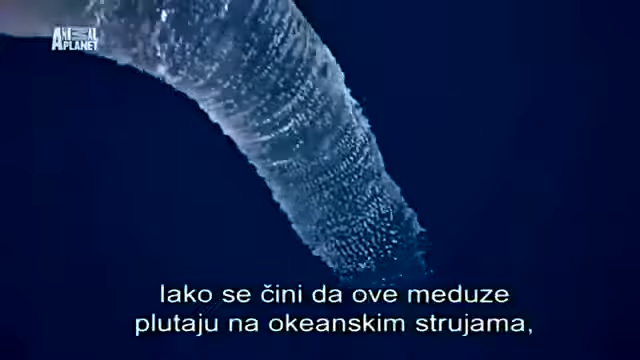 ANIMAL
PLANET
Iako se čini da ove meduze
plutaju na okeanskim strujama,